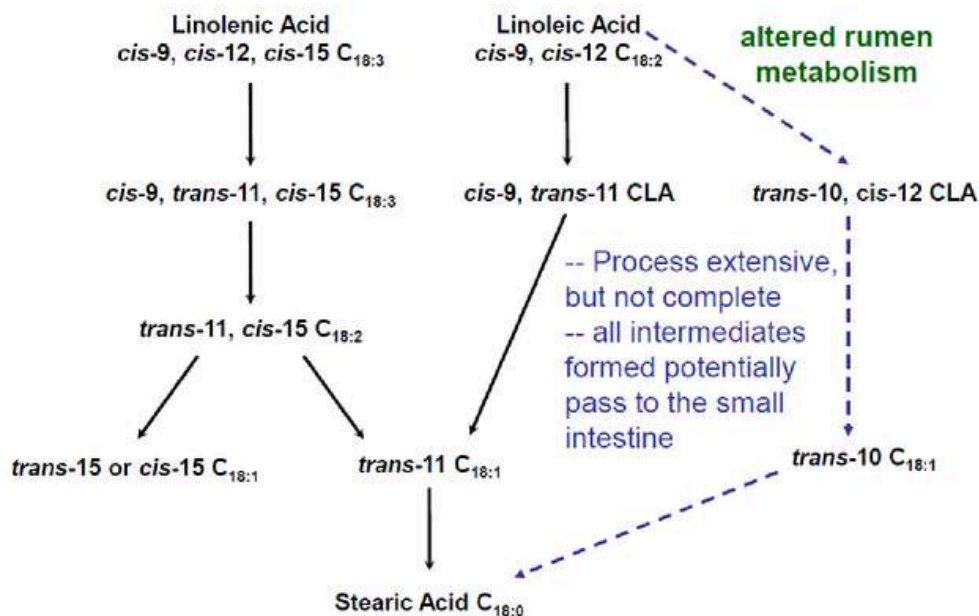 Linolenic Acid
cis-9, cis-12, cis-15 C18:3
Linoleic Acid
cis-9, cis-12 C18:2
altered rumen
metabolism
cis-9, trans-11, cis-15 C18:3
cis-9, trans-11 CLA
trans-10, cis-12 CLA
-- Process extensive,
but not complete
-- all intermediates
formed potentially
pass to the small
intestine
trans-11, cis-15 C18:2
trans-15 or cis-15 C18:1
trans-11 C18:1
trans-10 C18:1
Stearic Acid C18:0